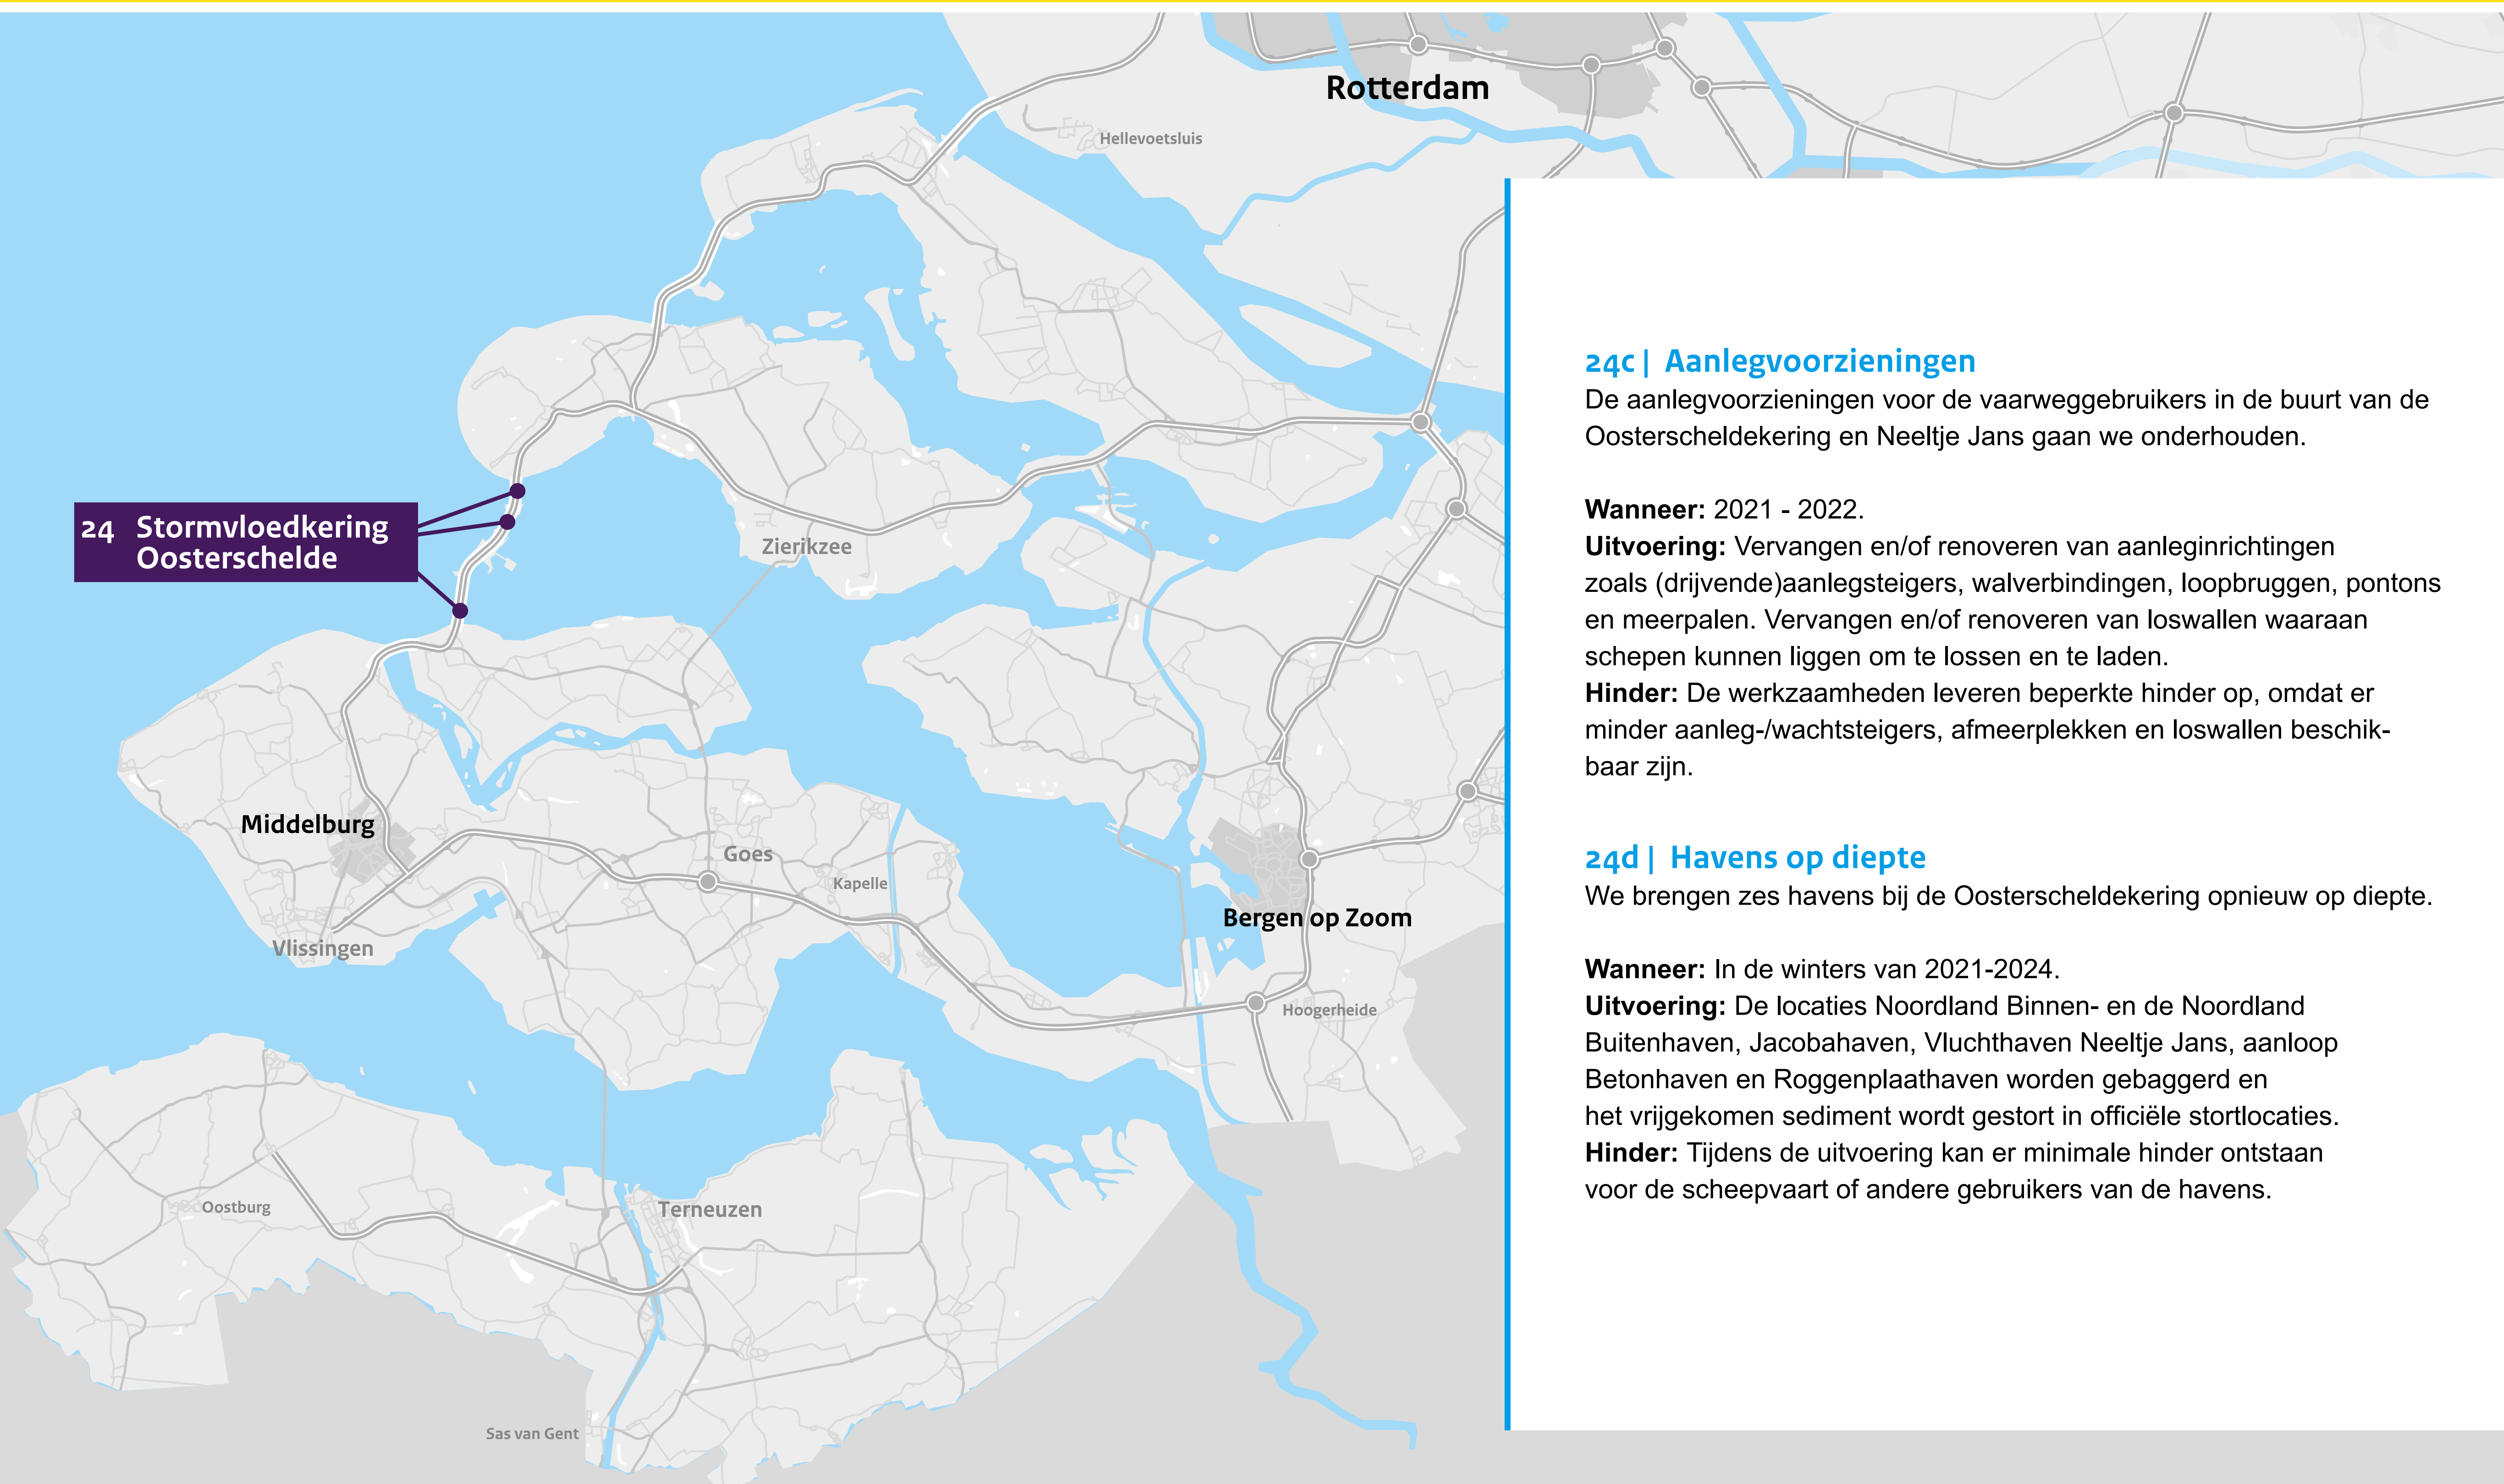 Rotterdam
Hellevoetsluis
24 Stormvloedkering
Oosterschelde
Zierikzee
Middelburg
Goes
Kapelle
Bergen op Zoom
Vlissingen
Hoogerheide
Oostburg
Terneuzen
Sas van Gent
24c | Aanlegvoorzieningen
De aanlegvoorzieningen voor de vaarweggebruikers in de buurt van de
Oosterscheldekering en Neeltje Jans gaan we onderhouden.
Wanneer: 2021 - 2022.
Uitvoering: Vervangen en/of renoveren van aanleginrichtingen
zoals (drijvende)aanlegsteigers, walverbindingen, loopbruggen, pontons
en meerpalen. Vervangen en/of renoveren van loswallen waaraan
schepen kunnen liggen om te lossen en te laden.
Hinder: De werkzaamheden leveren beperkte hinder op, omdat er
minder aanleg-/wachtsteigers, afmeerplekken en loswallen beschik-
baar zijn.
24d | Havens op diepte
We brengen zes havens bij de Oosterscheldekering opnieuw op diepte.
Wanneer: In de winters van 2021-2024.
Uitvoering: De locaties Noordland Binnen- en de Noordland
Buitenhaven, Jacobahaven, Vluchthaven Neeltje Jans, aanloop
Betonhaven en Roggenplaathaven worden gebaggerd en
het vrijgekomen sediment wordt gestort in officiële stortlocaties.
Hinder: Tijdens de uitvoering kan er minimale hinder ontstaan
voor de scheepvaart of andere gebruikers van de havens.